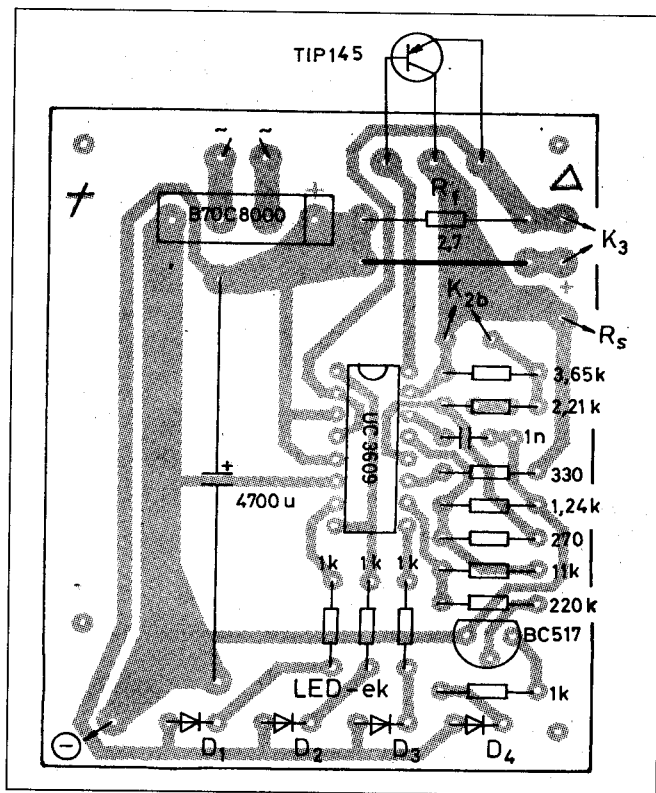 TIP145
~ ~
+
B70C8000
+
R1
2,7
K3
+
K2b
Rs
3,65k
2,21k
1n
UC 3609
330
+
4700u
1,24k
270
1k 1k 1k
11k
220k
BC517
LED-ek
1k
−
D1 D2 D3 D4